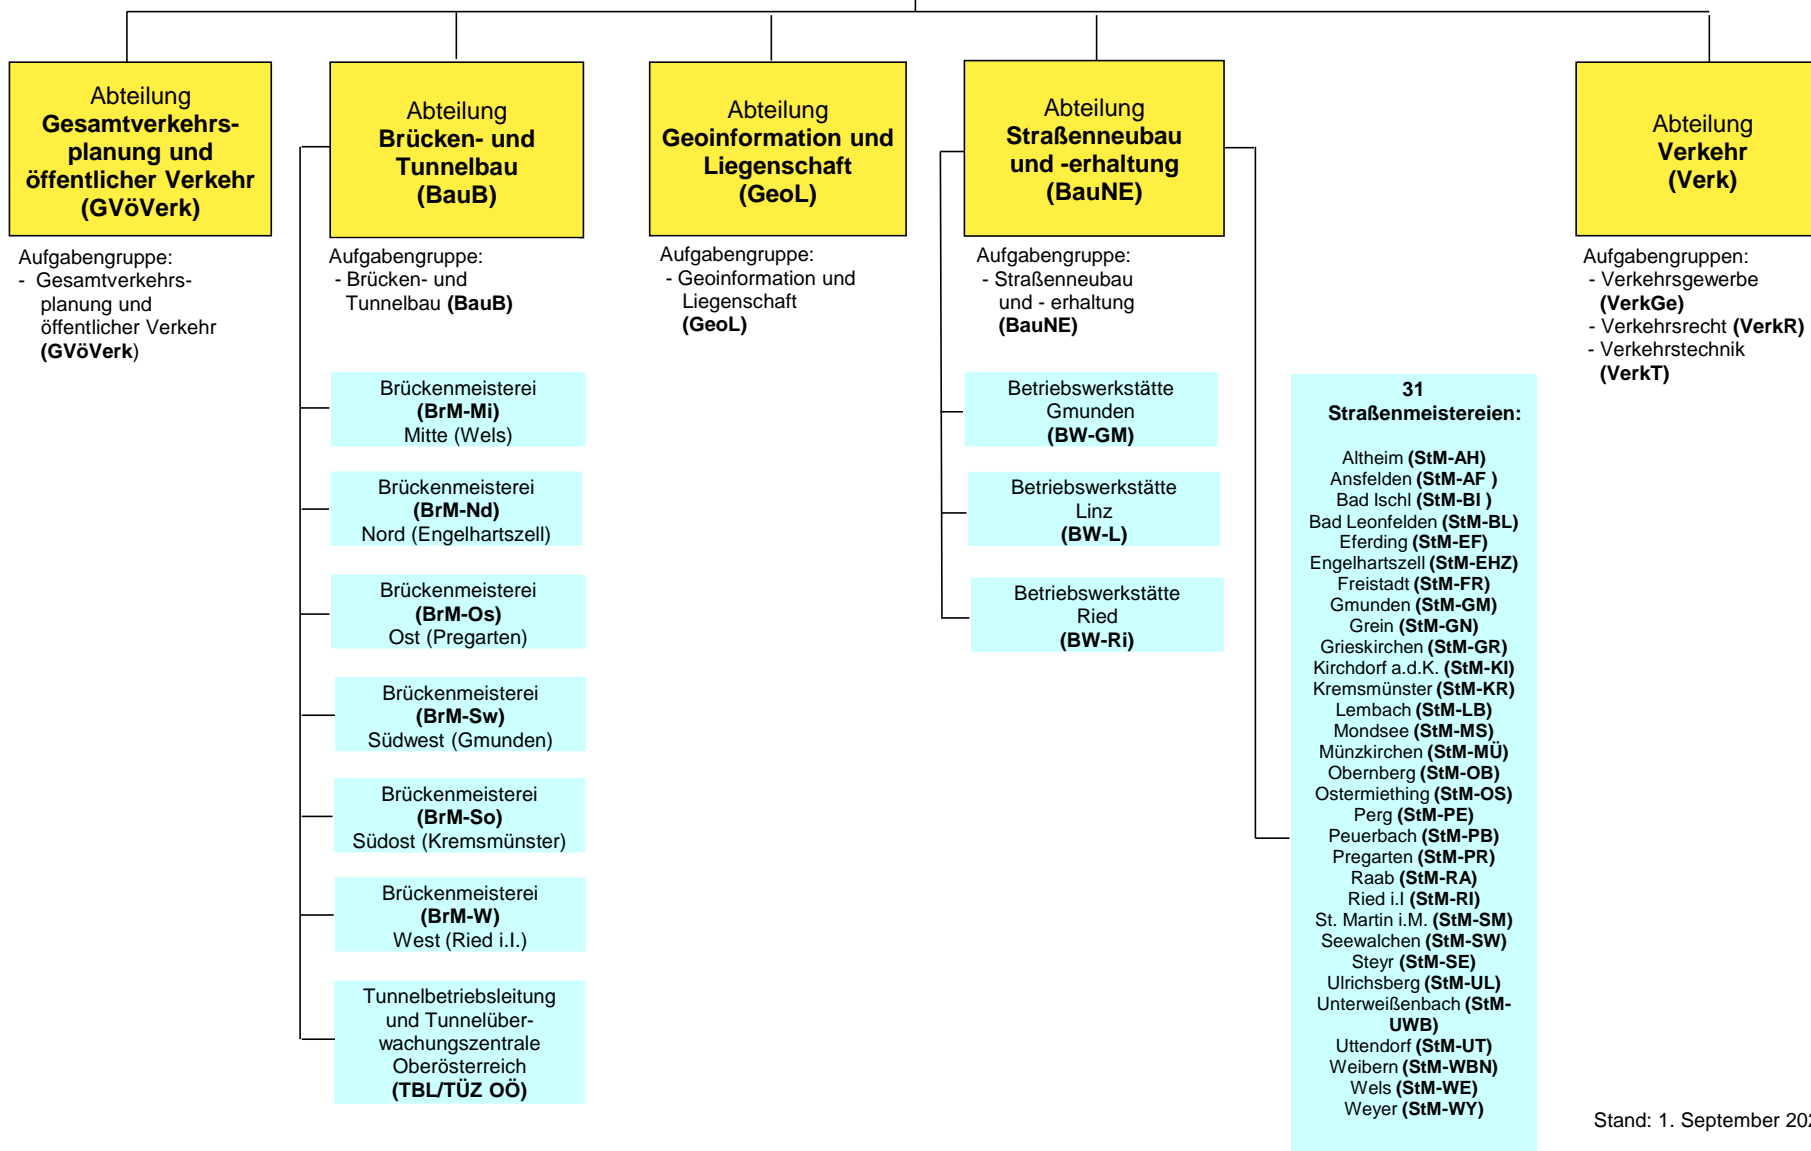 Abteilung
Gesamtverkehrs-
planung und
öffentlicher Verkehr
(GVöVerk)
Aufgabengruppe:
- Gesamtverkehrs-
planung und
öffentlicher Verkehr
(GVöVerk)
Abteilung
Brücken- und
Tunnelbau
(BauB)
Aufgabengruppe:
- Brücken- und
Tunnelbau (BauB)
Brückenmeisterei
(BrM-Mi)
Mitte (Wels)
Brückenmeisterei
(BrM-Nd)
Nord (Engelhartszell)
Brückenmeisterei
(BrM-Os)
Ost (Pregarten)
Brückenmeisterei
(BrM-Sw)
Südwest (Gmunden)
Brückenmeisterei
(BrM-So)
Südost (Kremsmünster)
Brückenmeisterei
(BrM-W)
West (Ried i.I.)
Tunnelbetriebsleitung
und Tunnelüber-
wachungszentrale
Oberösterreich
(TBL/TÜZ OÖ)
Abteilung
Geoinformation und
Liegenschaft
(GeoL)
Aufgabengruppe:
- Geoinformation und
Liegenschaft
(GeoL)
Abteilung
Straßenneubau
und -erhaltung
(BauNE)
Aufgabengruppe:
- Straßenneubau
und - erhaltung
(BauNE)
Betriebswerkstätte
Gmunden
(BW-GM)
Betriebswerkstätte
Linz
(BW-L)
Betriebswerkstätte
Ried
(BW-Ri)
31
Straßenmeistereien:
Altheim (StM-AH)
Ansfelden (StM-AF )
Bad Ischl (StM-BI )
Bad Leonfelden (StM-BL)
Eferding (StM-EF)
Engelhartszell (StM-EHZ)
Freistadt (StM-FR)
Gmunden (StM-GM)
Grein (StM-GN)
Grieskirchen (StM-GR)
Kirchdorf a.d.K. (StM-KI)
Kremsmünster (StM-KR)
Lembach (StM-LB)
Mondsee (StM-MS)
Münzkirchen (StM-MÜ)
Obernberg (StM-OB)
Ostermiething (StM-OS)
Perg (StM-PE)
Peuerbach (StM-PB)
Pregarten (StM-PR)
Raab (StM-RA)
Ried i.I (StM-RI)
St. Martin i.M. (StM-SM)
Seewalchen (StM-SW)
Steyr (StM-SE)
Ulrichsberg (StM-UL)
Unterweißenbach (StM-
UWB)
Uttendorf (StM-UT)
Weibern (StM-WBN)
Wels (StM-WE)
Weyer (StM-WY)
Abteilung
Verkehr
(Verk)
Aufgabengruppen:
- Verkehrsgewerbe
(VerkGe)
- Verkehrsrecht (VerkR)
- Verkehrstechnik
(VerkT)
Stand: 1. September